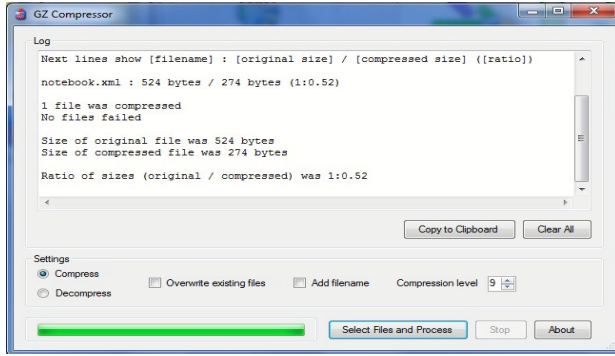 GZ Compressor
Log
Next lines show [filename] : [original size] / [compressed size] ([ratio])
notebook.xml : 524 bytes / 274 bytes (1:0.52)
1 file was compressed
No files failed
Size of original file was 524 bytes
Size of compressed file was 274 bytes
Ratio of sizes (original / compressed) was 1:0.52
Copy to Clipboard Clear All
Settings
Compress
Overwrite existing files Add filename Compression level 9
Decompress
Select Files and Process Stop About